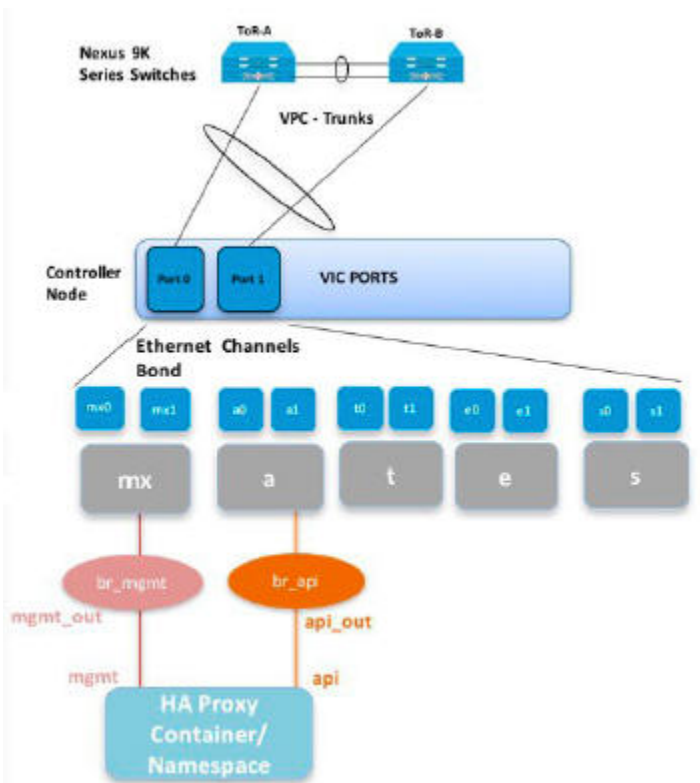 ToR-A
ToR-B
Nexus 9K
Series Switches
VPC - Trunks
Controller
Node
Port 0
Port 1
VIC PORTS
Ethernet Channels
Bond
mx0
mx1
a0
a1
t0
t1
e0
e1
s0
s1
mx
a
t
e
s
br_mgmt
br_api
mgmt_out
api_out
mgmt
api
HA Proxy
Container/
Namespace